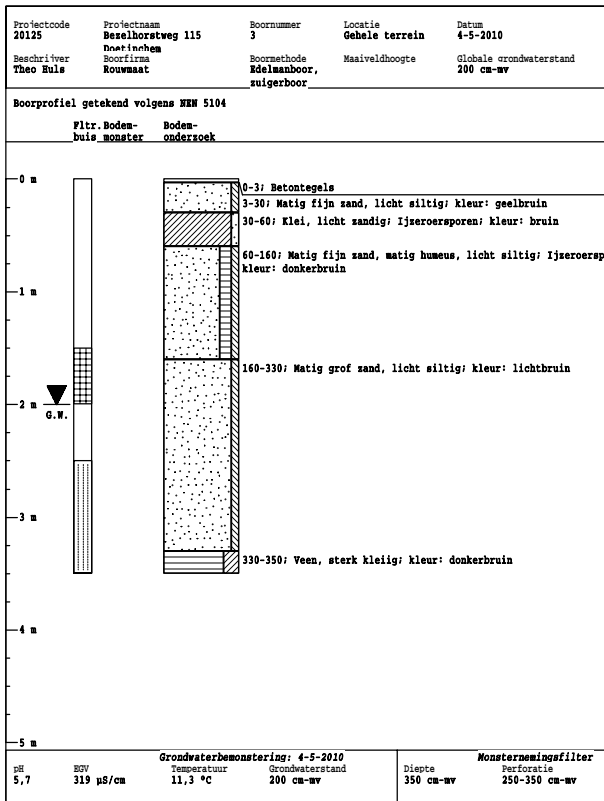 Projectcode Projectnaam Boornummer Locatie Datum
20125 Bezelhorstweg 115 3 Gehele terrein 4-5-2010
Doetinchem
Beschrijver Boorfirma Boormethode Maaiveldhoogte Globale grondwaterstand
Theo Huls Rouwmaat Edelmanboor, 200 cm-mv
zuigerboor
Boorprofiel getekend volgens NEN 5104
Fltr. Bodem- Bodem-
buis monster onderzoek
0 m
0-3; Betontegels
3-30; Matig fijn zand, licht siltig; kleur: geelbruin
30-60; Klei, licht zandig; Ijzeroersporen; kleur: bruin
60-160; Matig fijn zand, matig humeus, licht siltig; Ijzeroersp
kleur: donkerbruin
1 m
160-330; Matig grof zand, licht siltig; kleur: lichtbruin
2 m
G.W.
3 m
330-350; Veen, sterk kleiig; kleur: donkerbruin
4 m
5 m
Grondwaterbemonstering: 4-5-2010 Monsternemingsfilter
pH EGV Temperatuur Grondwaterstand Diepte Perforatie
5,7 319 µS/cm 11,3 °C 200 cm-mv 350 cm-mv 250-350 cm-mv